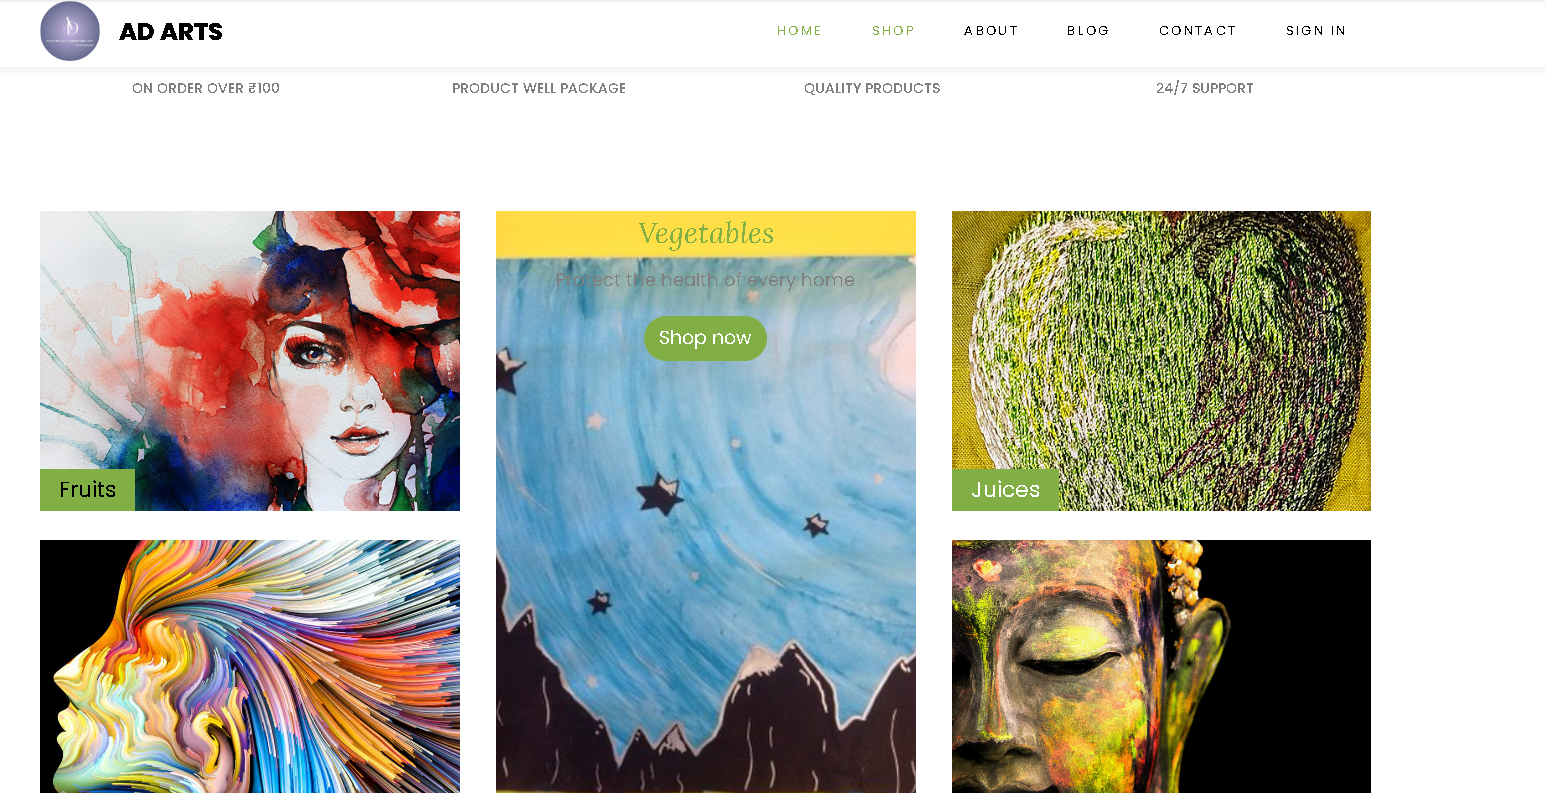 AD ARTS
HOME SHOP ABOUT BLOG CONTACT SIGN IN
ON ORDER OVER ₹100
PRODUCT WELL PACKAGE
QUALITY PRODUCTS
24/7 SUPPORT
Vegetables
Protect the health of every home
Shop now
Fruits
Juices